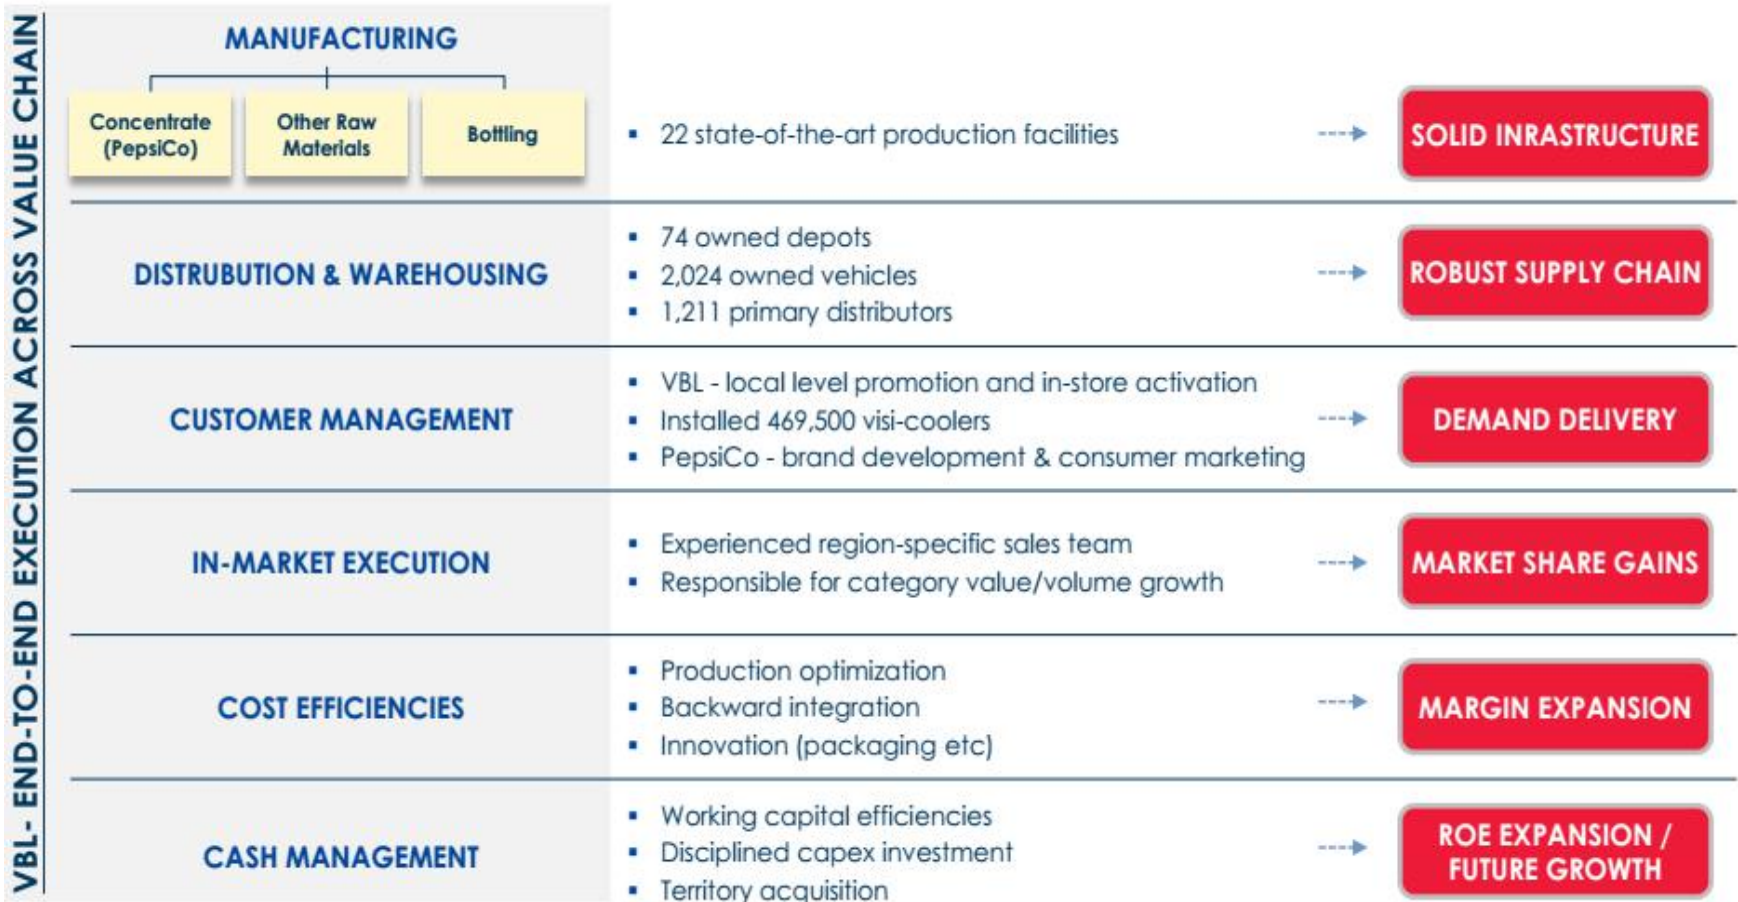 VBL- END-TO-END EXECUTION ACROSS VALUE CHAIN
MANUFACTURING
Concentrate
(PepsiCo)
Other Raw
Materials
Bottling
▪ 22 state-of-the-art production facilities
SOLID INRASTRUCTURE
DISTRUBUTION & WAREHOUSING
▪ 74 owned depots
▪ 2,024 owned vehicles
▪ 1,211 primary distributors
ROBUST SUPPLY CHAIN
CUSTOMER MANAGEMENT
▪ VBL - local level promotion and in-store activation
▪ Installed 469,500 visi-coolers
▪ PepsiCo - brand development & consumer marketing
DEMAND DELIVERY
IN-MARKET EXECUTION
▪ Experienced region-specific sales team
▪ Responsible for category value/volume growth
MARKET SHARE GAINS
COST EFFICIENCIES
▪ Production optimization
▪ Backward integration
▪ Innovation (packaging etc)
MARGIN EXPANSION
CASH MANAGEMENT
▪ Working capital efficiencies
▪ Disciplined capex investment
▪ Territory acquisition
ROE EXPANSION /
FUTURE GROWTH